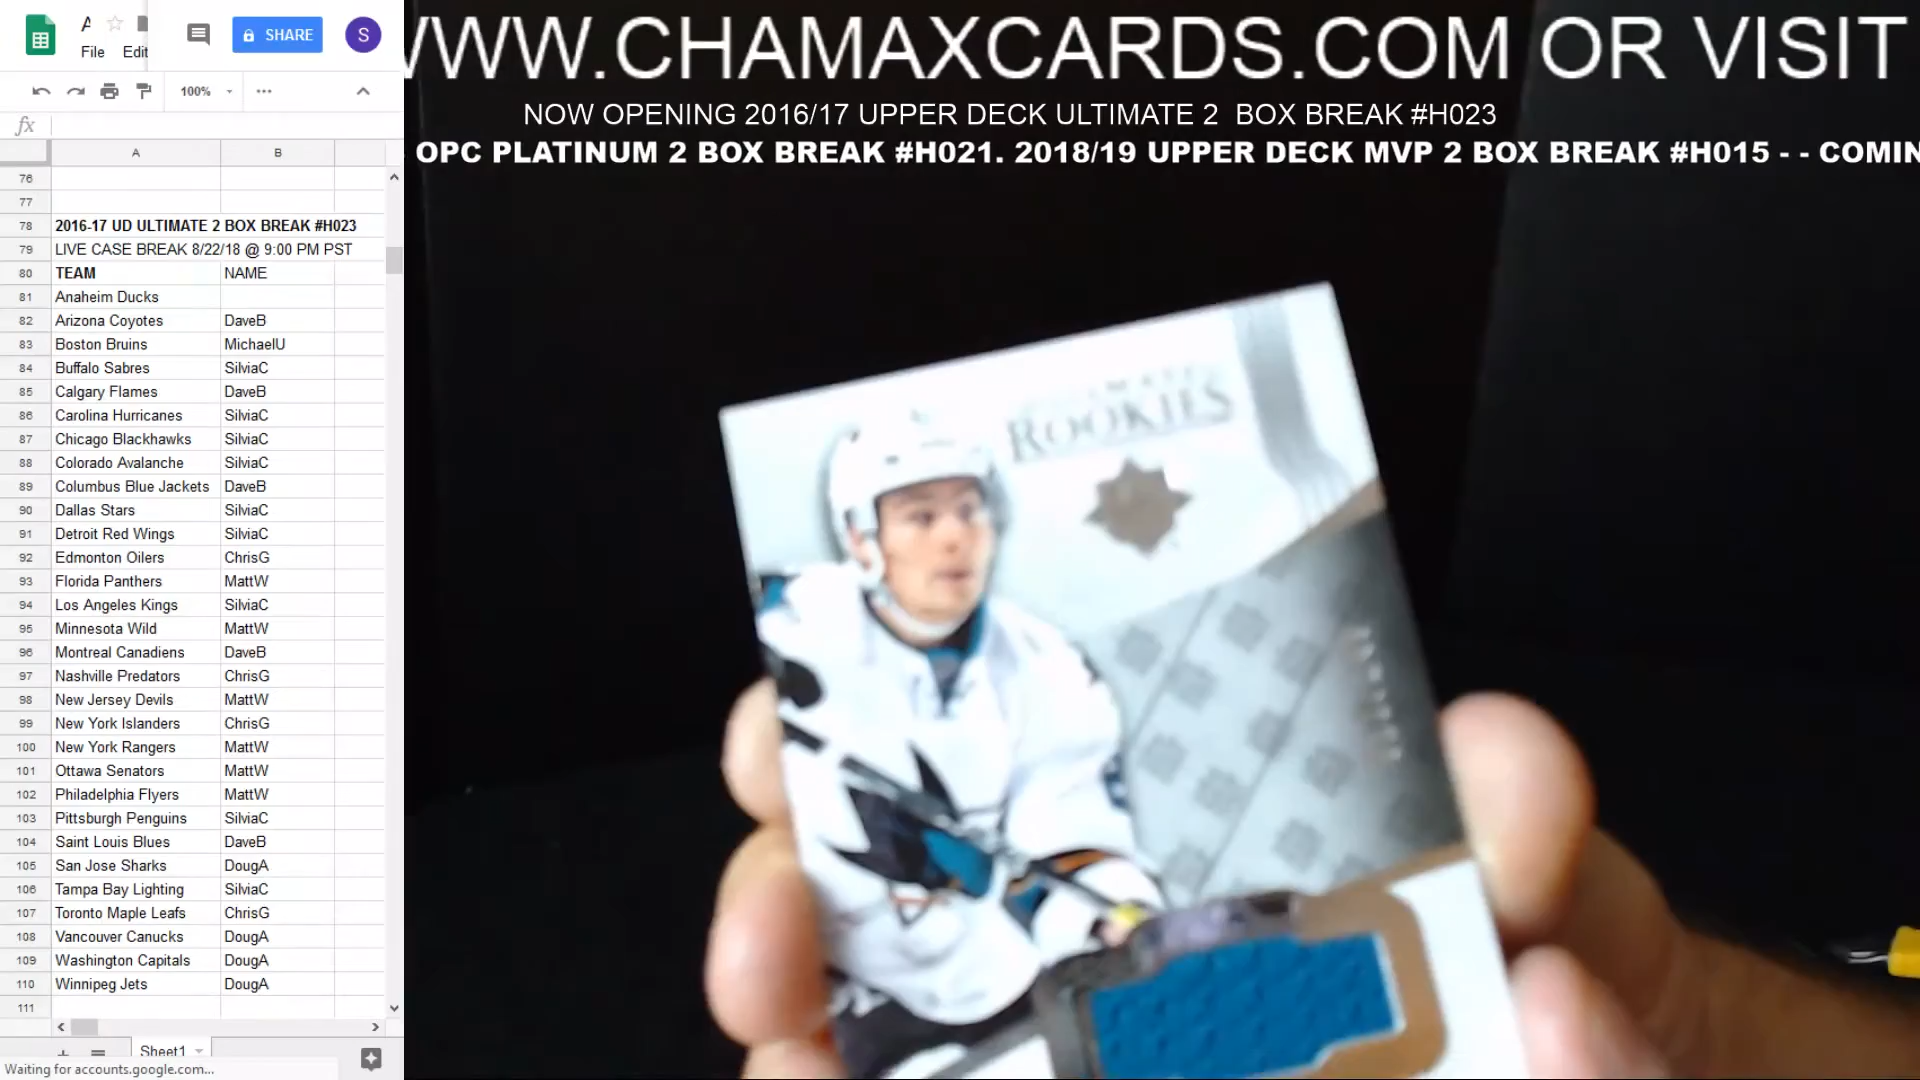 WWW.CHAMAXCARDS.COM OR VISIT
NOW OPENING 2016/17 UPPER DECK ULTIMATE 2 BOX BREAK #H023
OPC PLATINUM 2 BOX BREAK #H021. 2018/19 UPPER DECK MVP 2 BOX BREAK #H015 - - COMIN
A
File Edit
SHARE
S
100%
fx
A B
76
77
78 2016-17 UD ULTIMATE 2 BOX BREAK #H023
79 LIVE CASE BREAK 8/22/18 @ 9:00 PM PST
80 TEAM NAME
81 Anaheim Ducks
82 Arizona Coyotes DaveB
83 Boston Bruins MichaelU
84 Buffalo Sabres SilviaC
85 Calgary Flames DaveB
86 Carolina Hurricanes SilviaC
87 Chicago Blackhawks SilviaC
88 Colorado Avalanche SilviaC
89 Columbus Blue Jackets DaveB
90 Dallas Stars SilviaC
91 Detroit Red Wings SilviaC
92 Edmonton Oilers ChrisG
93 Florida Panthers MattW
94 Los Angeles Kings SilviaC
95 Minnesota Wild MattW
96 Montreal Canadiens DaveB
97 Nashville Predators ChrisG
98 New Jersey Devils MattW
99 New York Islanders ChrisG
100 New York Rangers MattW
101 Ottawa Senators MattW
102 Philadelphia Flyers MattW
103 Pittsburgh Penguins SilviaC
104 Saint Louis Blues DaveB
105 San Jose Sharks DougA
106 Tampa Bay Lighting SilviaC
107 Toronto Maple Leafs ChrisG
108 Vancouver Canucks DougA
109 Washington Capitals DougA
110 Winnipeg Jets DougA
111
Sheet1
Waiting for accounts.google.com...
ROOKIES